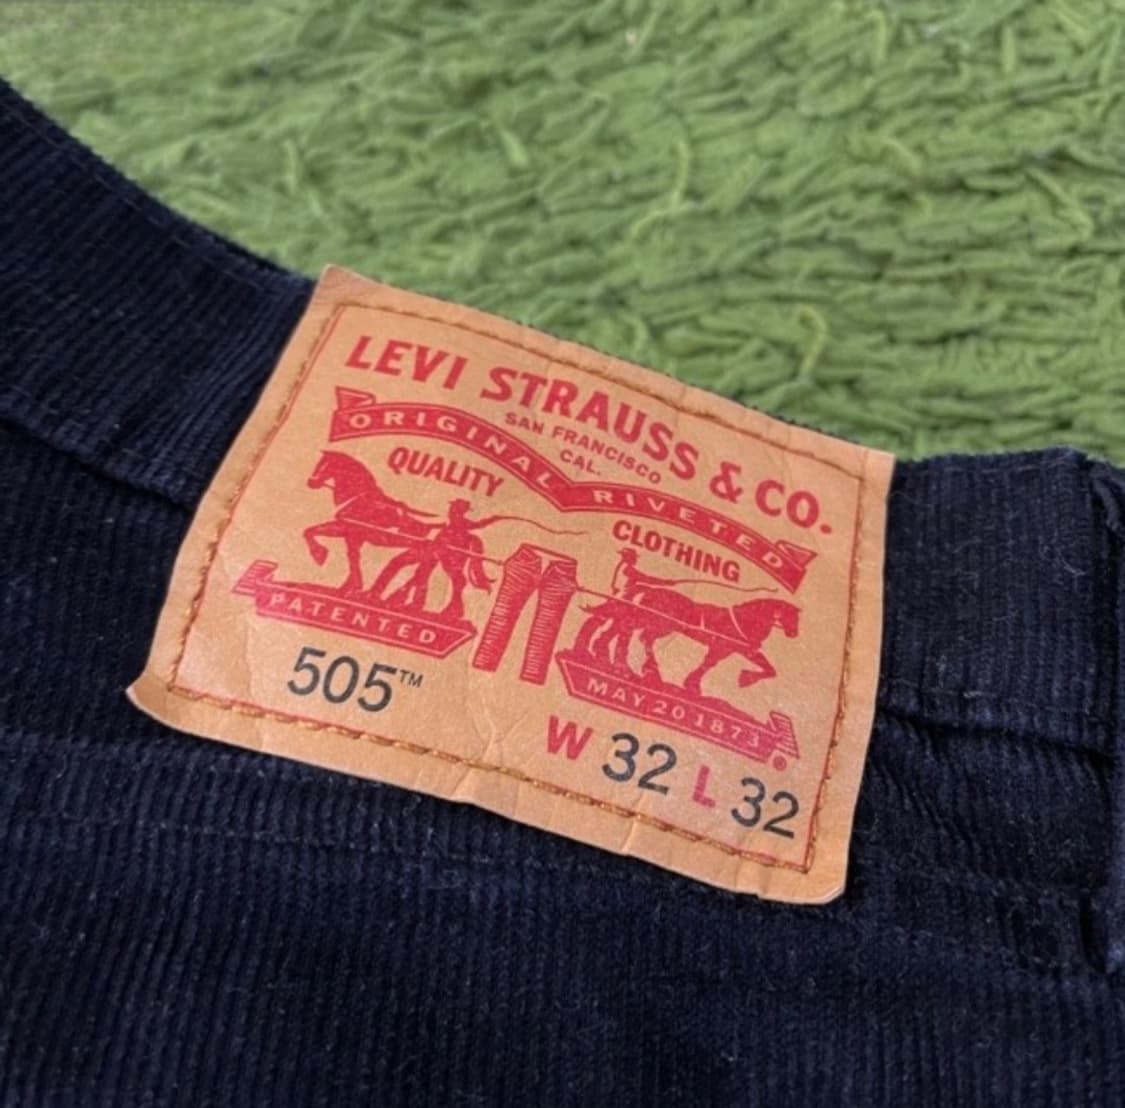 LEVI STRAUSS & CO.
SAN FRANCISCO
CAL.
ORIGINAL RIVETED
QUALITY
CLOTHING
PATENTED
MAY 20 1873
®
505™
W 32 L 32